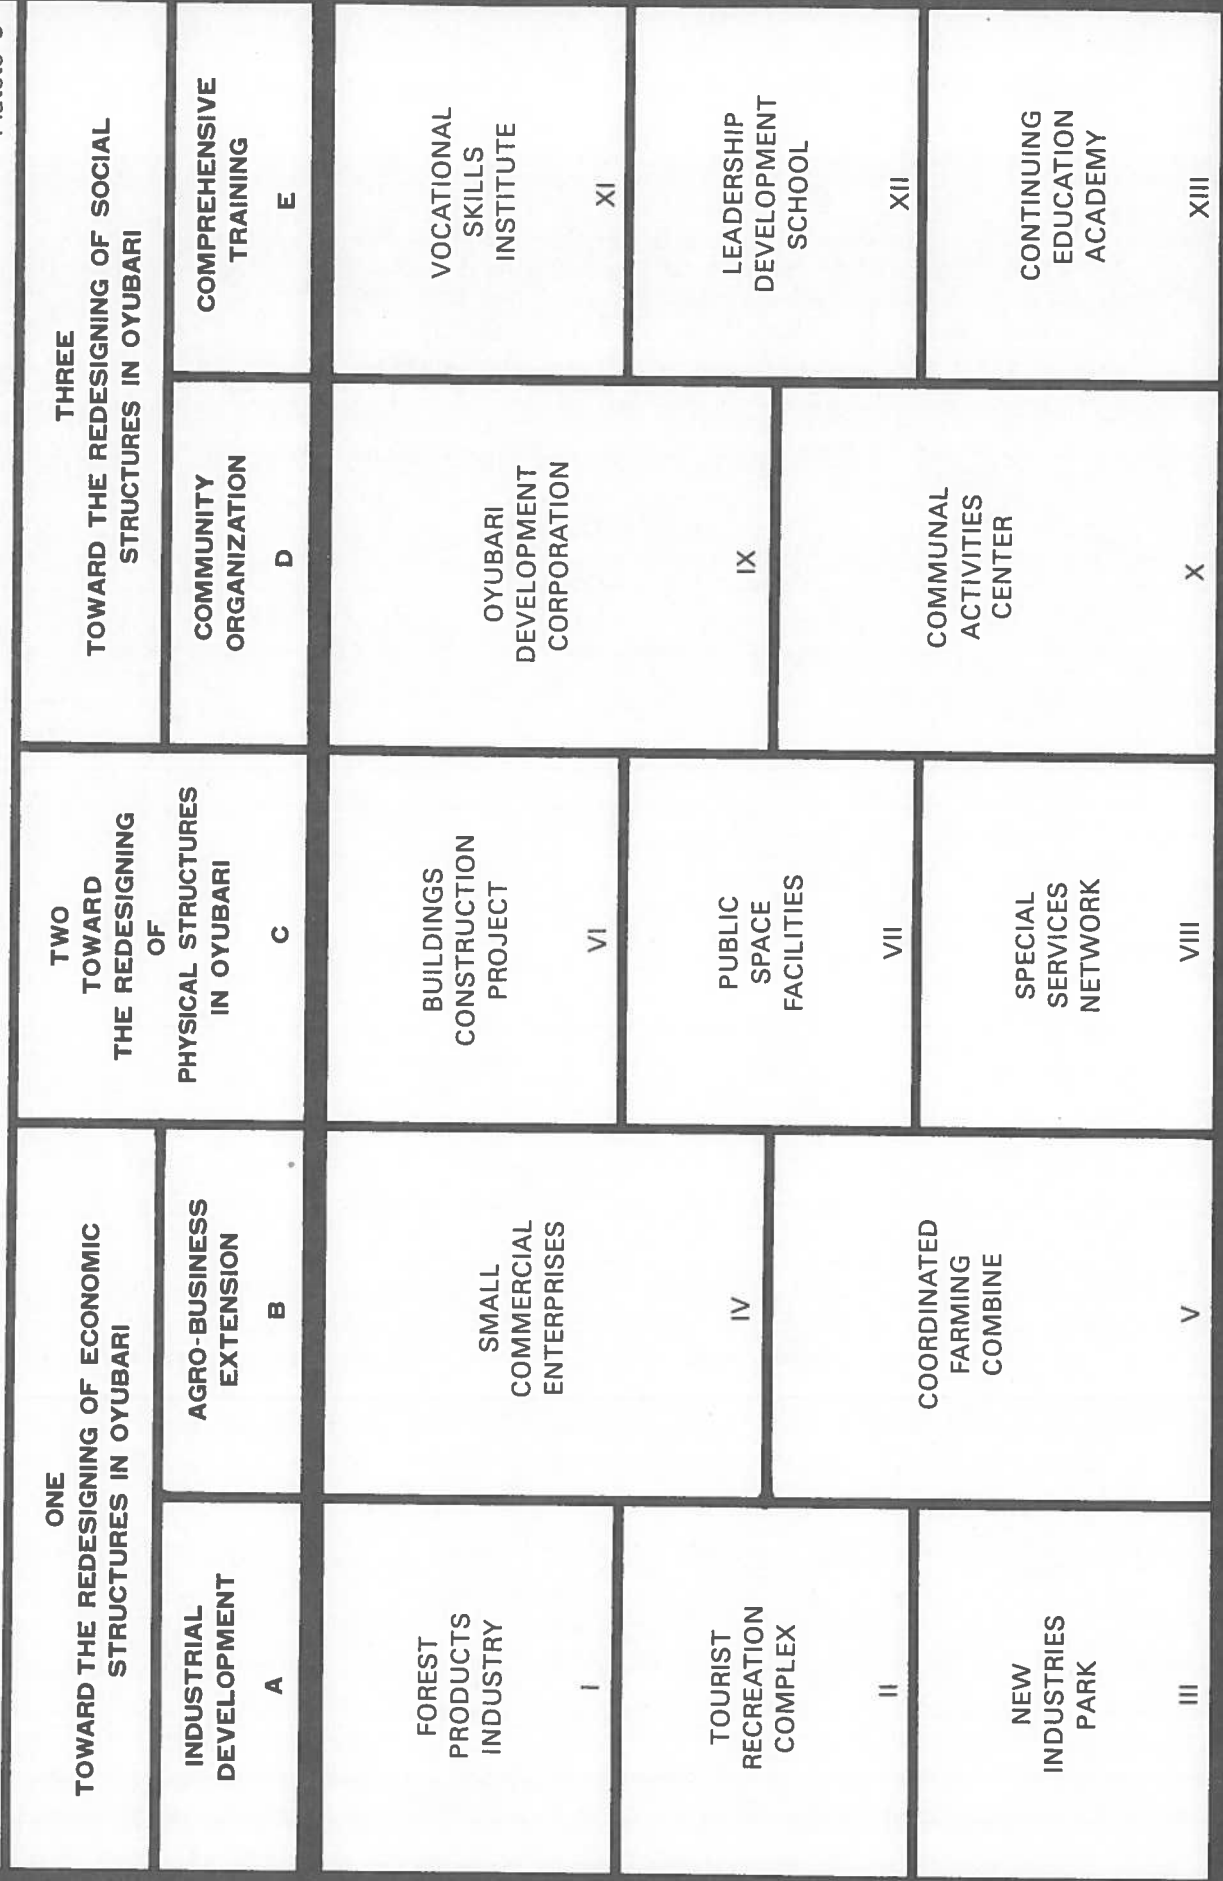 ONE
TOWARD THE REDESIGNING OF ECONOMIC
STRUCTURES IN OYUBARI
TWO
TOWARD
THE REDESIGNING
OF
PHYSICAL STRUCTURES
IN OYUBARI
C
THREE
TOWARD THE REDESIGNING OF SOCIAL
STRUCTURES IN OYUBARI
INDUSTRIAL
DEVELOPMENT
A
AGRO-BUSINESS
EXTENSION
B
COMMUNITY
ORGANIZATION
D
COMPREHENSIVE
TRAINING
E
FOREST
PRODUCTS
INDUSTRY
I
TOURIST
RECREATION
COMPLEX
II
NEW
INDUSTRIES
PARK
III
SMALL
COMMERCIAL
ENTERPRISES
IV
COORDINATED
FARMING
COMBINE
V
BUILDINGS
CONSTRUCTION
PROJECT
VI
PUBLIC
SPACE
FACILITIES
VII
SPECIAL
SERVICES
NETWORK
VIII
OYUBARI
DEVELOPMENT
CORPORATION
IX
COMMUNAL
ACTIVITIES
CENTER
X
VOCATIONAL
SKILLS
INSTITUTE
XI
LEADERSHIP
DEVELOPMENT
SCHOOL
XII
CONTINUING
EDUCATION
ACADEMY
XIII